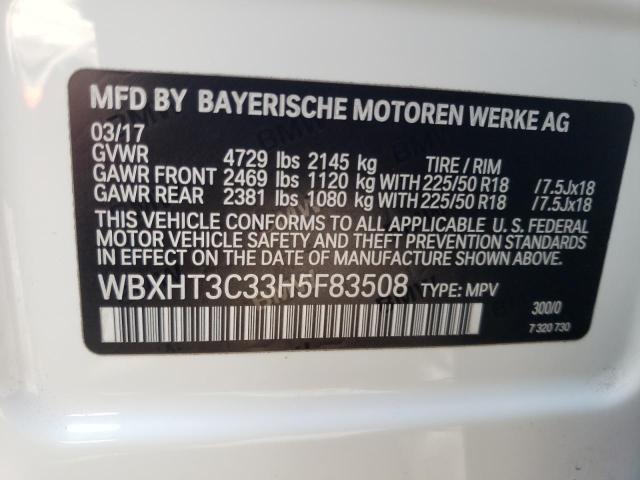 MFD BY BAYERISCHE MOTOREN WERKE AG
03/17
GVWR 4729 lbs 2145 kg TIRE / RIM
GAWR FRONT 2469 lbs 1120 kg WITH 225/50 R18 /7.5Jx18
GAWR REAR 2381 lbs 1080 kg WITH 225/50 R18 /7.5Jx18
THIS VEHICLE CONFORMS TO ALL APPLICABLE U. S. FEDERAL
MOTOR VEHICLE SAFETY AND THEFT PREVENTION STANDARDS
IN EFFECT ON THE DATE OF MANUFACTURE SHOWN ABOVE.
WBXHT3C33H5F83508 TYPE: MPV
300/0
7 320 730